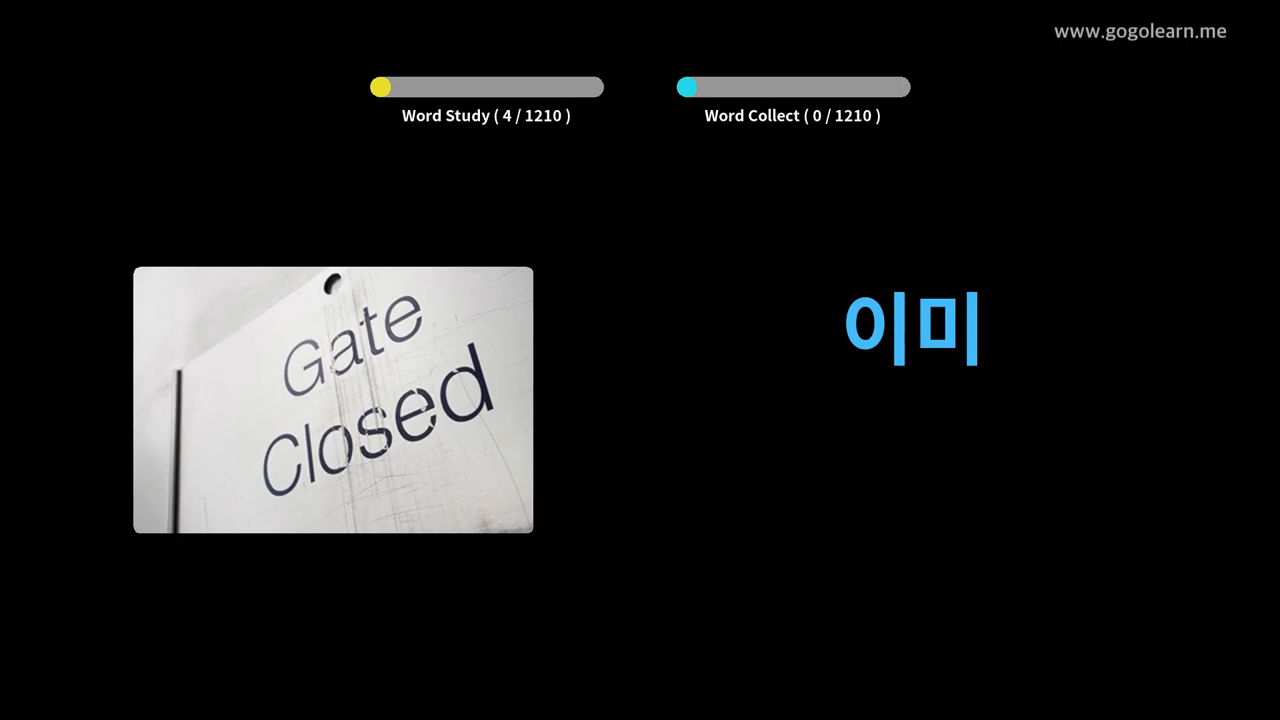 www.gogolearn.me
Word Study ( 4 / 1210 )
Word Collect ( 0 / 1210 )
Gate
Closed
이미